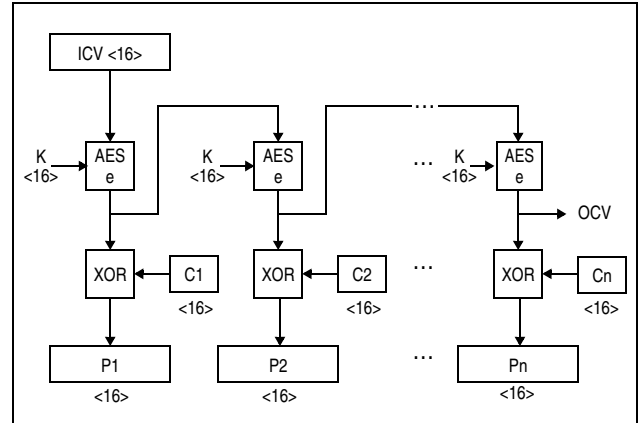 ICV <16>
...
K
<16>
AES
e
K
<16>
AES
e
...
K
<16>
AES
e
OCV
XOR
C1
<16>
XOR
C2
<16>
...
XOR
Cn
<16>
P1
<16>
P2
<16>
...
Pn
<16>